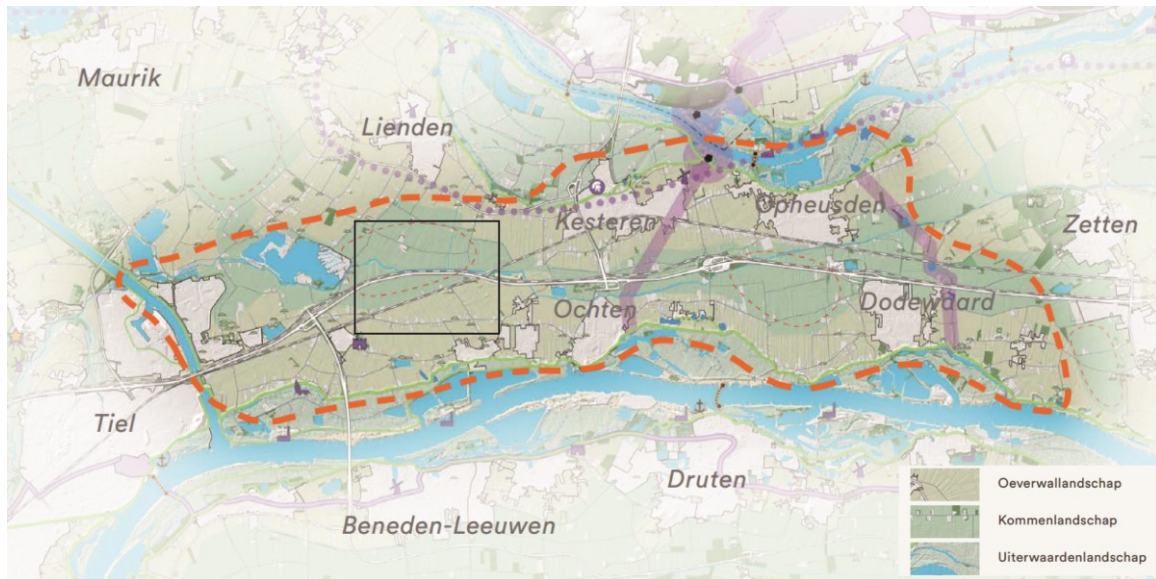 Maurik
Lienden
Kesteren
Opheusden
Zetten
Ochten
Dodewaard
Tiel
Druten
Beneden-Leeuwen
Oeverwallandschap
Kommenlandschap
Uiterwaardenlandschap